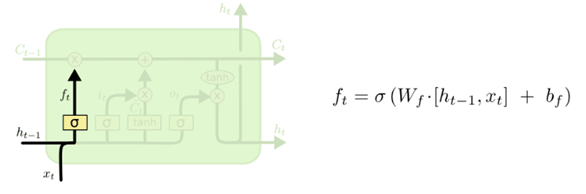 h_t
C_{t-1} × + C_t
tanh
f_t i_t × C̃_t o_t ×
σ σ tanh σ
h_{t-1} h_t
x_t
f_t = σ (W_f·[h_{t-1}, x_t] + b_f)